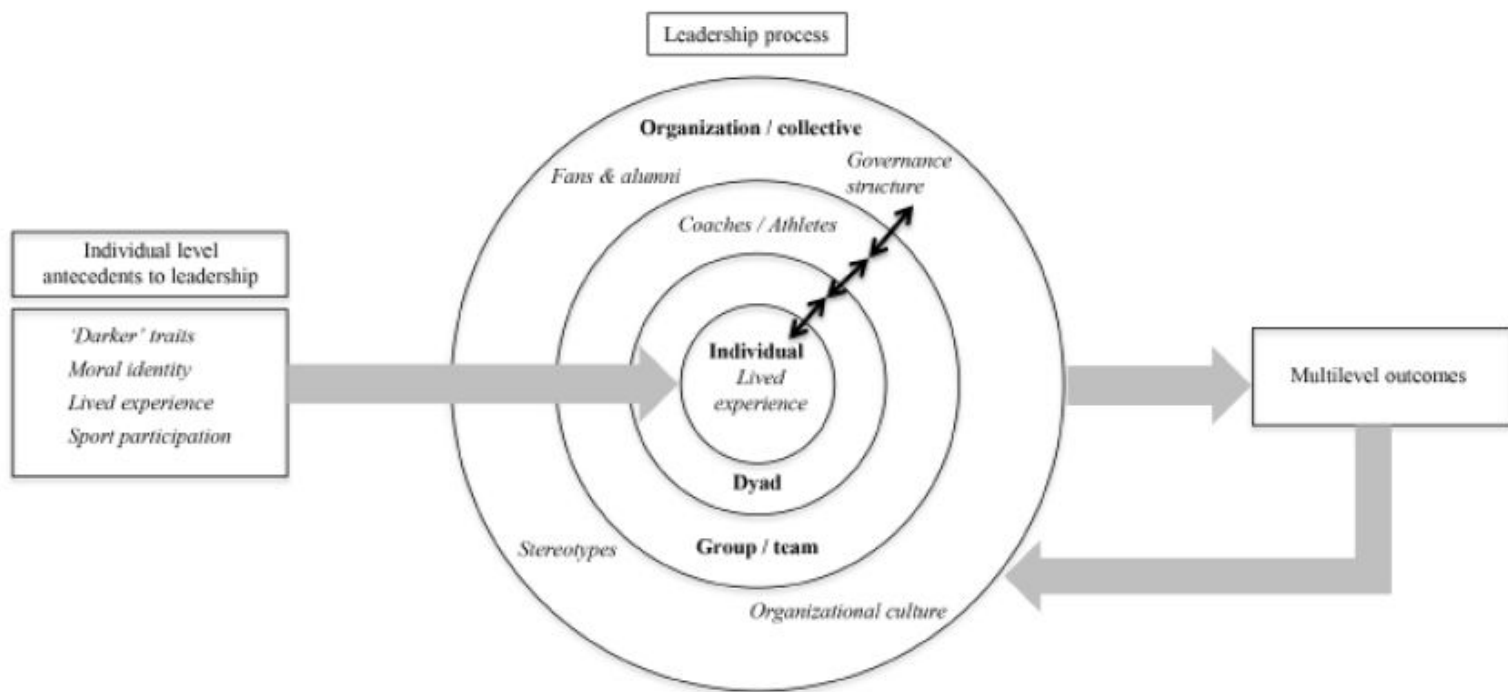 Leadership process
Organization / collective
Fans & alumni
Governance
structure
Coaches / Athletes
Individual level
antecedents to leadership
'Darker' traits
Moral identity
Lived experience
Sport participation
Individual
Lived
experience
Multilevel outcomes
Dyad
Stereotypes
Group / team
Organizational culture